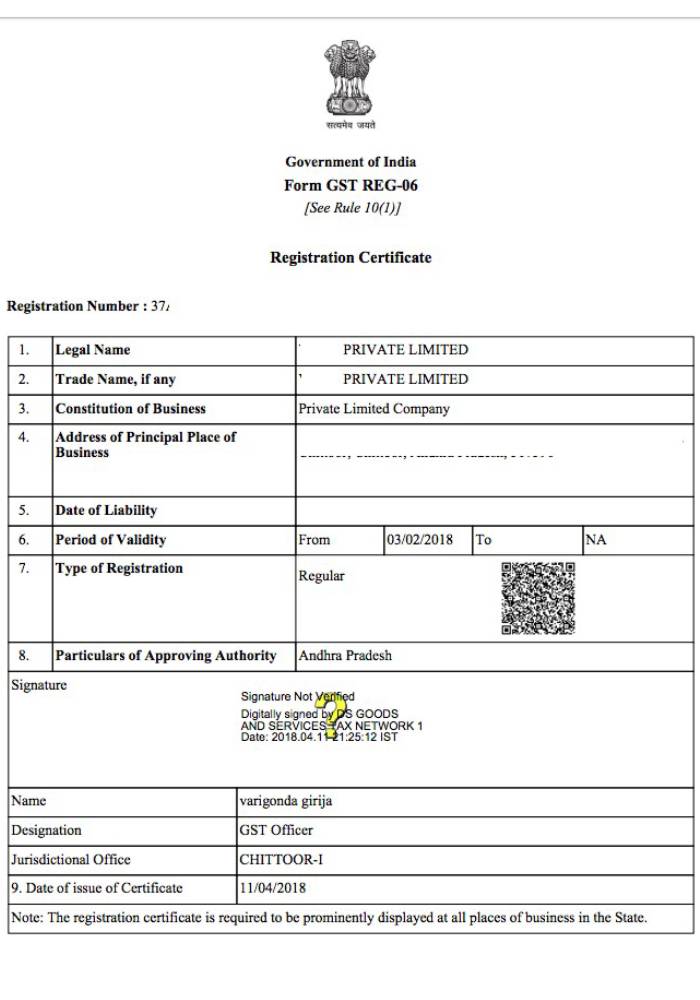 सत्यमेव जयते
Government of India
Form GST REG-06
[See Rule 10(1)]
Registration Certificate
Registration Number : 37
1. Legal Name PRIVATE LIMITED
2. Trade Name, if any PRIVATE LIMITED
3. Constitution of Business Private Limited Company
4. Address of Principal Place of
Business
5. Date of Liability
6. Period of Validity From 03/02/2018 To NA
7. Type of Registration Regular
8. Particulars of Approving Authority Andhra Pradesh
Signature
Signature Not Verified
Digitally signed by DS GOODS
AND SERVICES TAX NETWORK 1
Date: 2018.04.11 21:25:12 IST
?
Name varigonda girija
Designation GST Officer
Jurisdictional Office CHITTOOR-I
9. Date of issue of Certificate 11/04/2018
Note: The registration certificate is required to be prominently displayed at all places of business in the State.